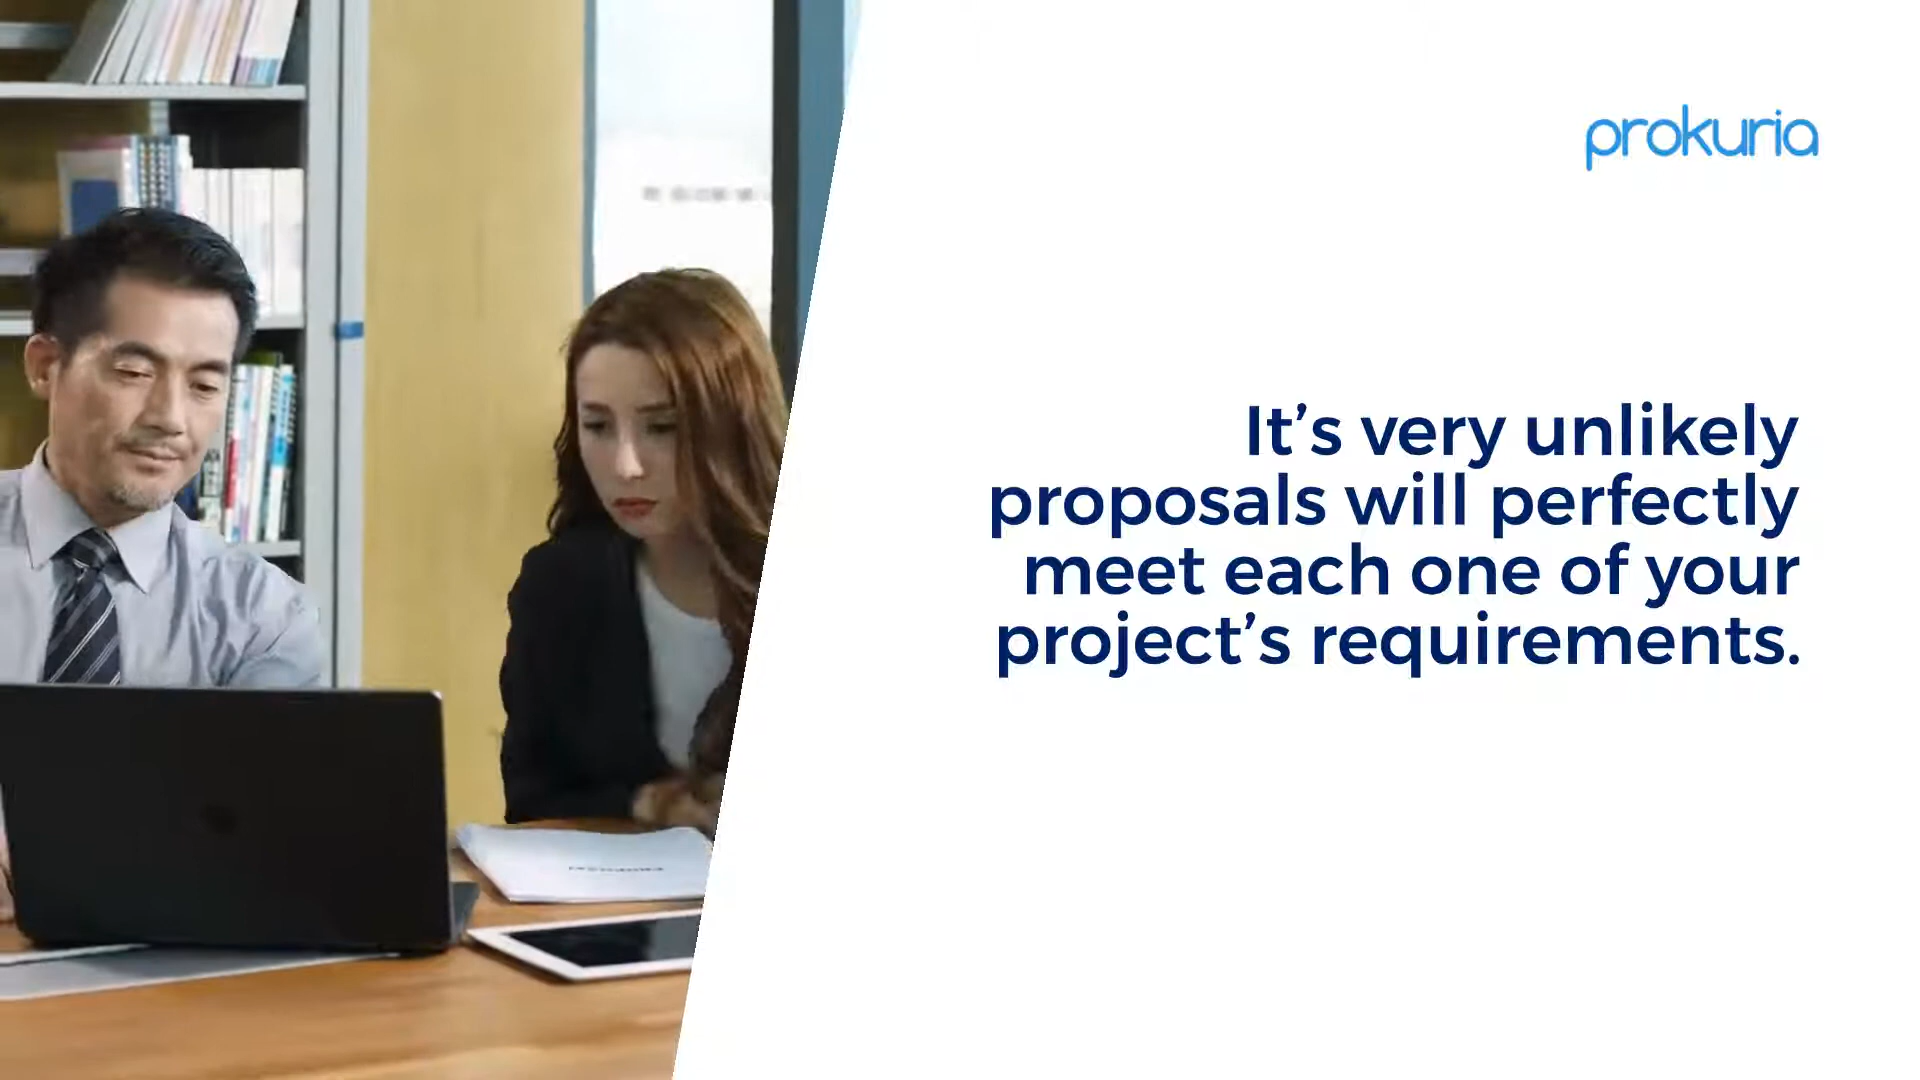 prokuria
It’s very unlikely
proposals will perfectly
meet each one of your
project’s requirements.